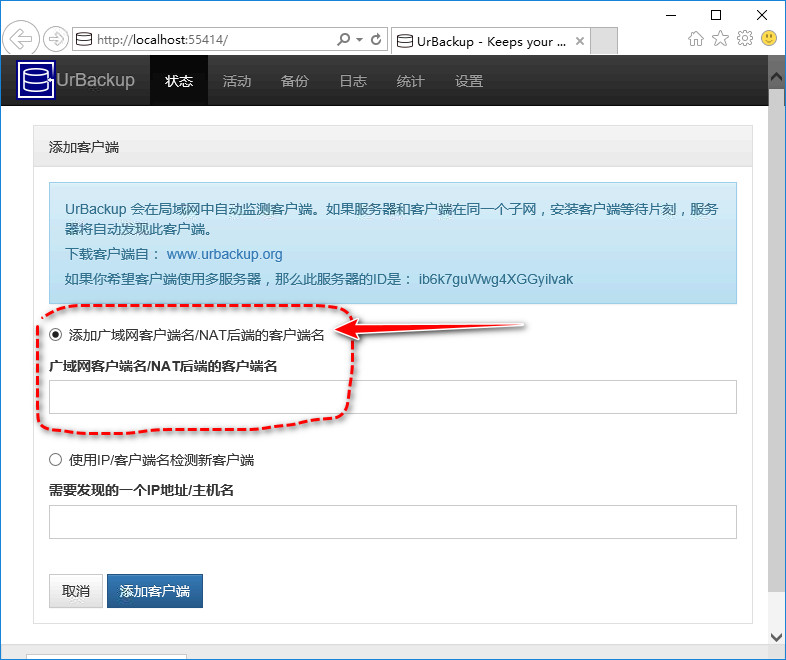 http://localhost:55414/
UrBackup - Keeps your ...
UrBackup 状态 活动 备份 日志 统计 设置
添加客户端
UrBackup 会在局域网中自动监测客户端。如果服务器和客户端在同一个子网，安装客户端等待片刻，服务
器将自动发现此客户端。
下载客户端自： www.urbackup.org
如果你希望客户端使用多服务器，那么此服务器的ID是： ib6k7guWwg4XGGyilvak
添加广域网客户端名/NAT后端的客户端名
广域网客户端名/NAT后端的客户端名
使用IP/客户端名检测新客户端
需要发现的一个IP地址/主机名
取消 添加客户端